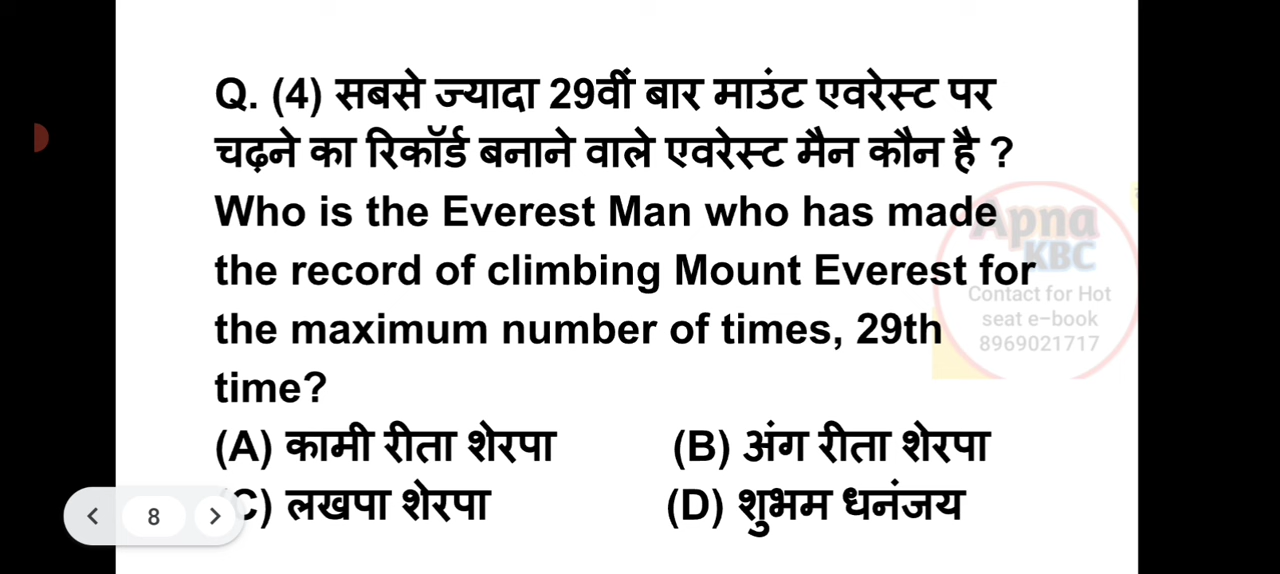 Q. (4) सबसे ज्यादा 29वीं बार माउंट एवरेस्ट पर
चढ़ने का रिकॉर्ड बनाने वाले एवरेस्ट मैन कौन है ?
Who is the Everest Man who has made
the record of climbing Mount Everest for
the maximum number of times, 29th
time?
(A) कामी रीता शेरपा (B) अंग रीता शेरपा
C) लखपा शेरपा (D) शुभम धनंजय
Apna
KBC
Contact for Hot
seat e-book
8969021717
8